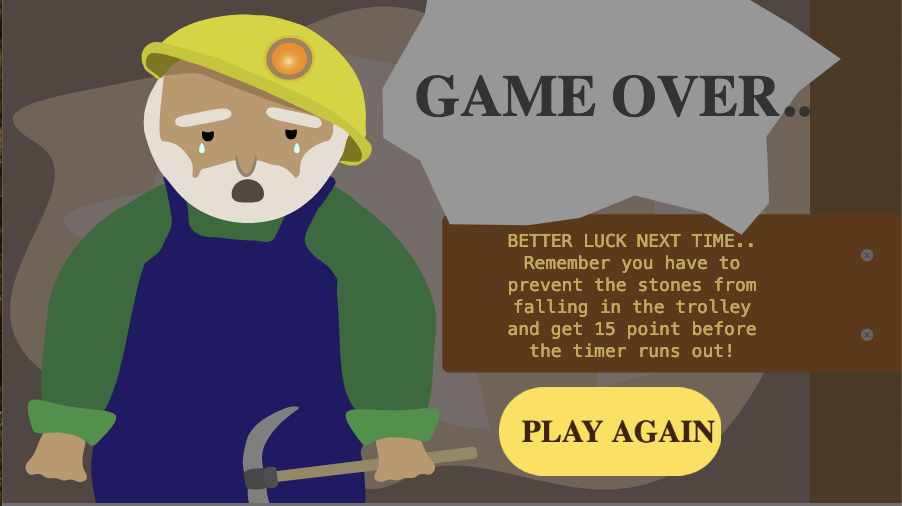 GAME OVER..
BETTER LUCK NEXT TIME..
Remember you have to
prevent the stones from
falling in the trolley
and get 15 point before
the timer runs out!
PLAY AGAIN